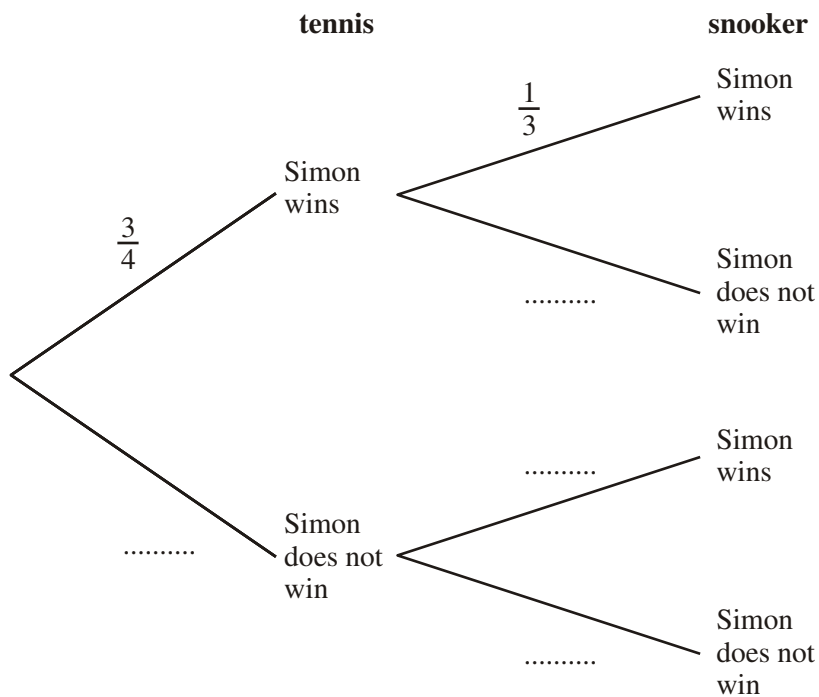 tennis
snooker
Simon
wins
1
3
Simon
wins
3
4
Simon
does not
win
..........
Simon
wins
..........
Simon
does not
win
..........
Simon
does not
win
..........